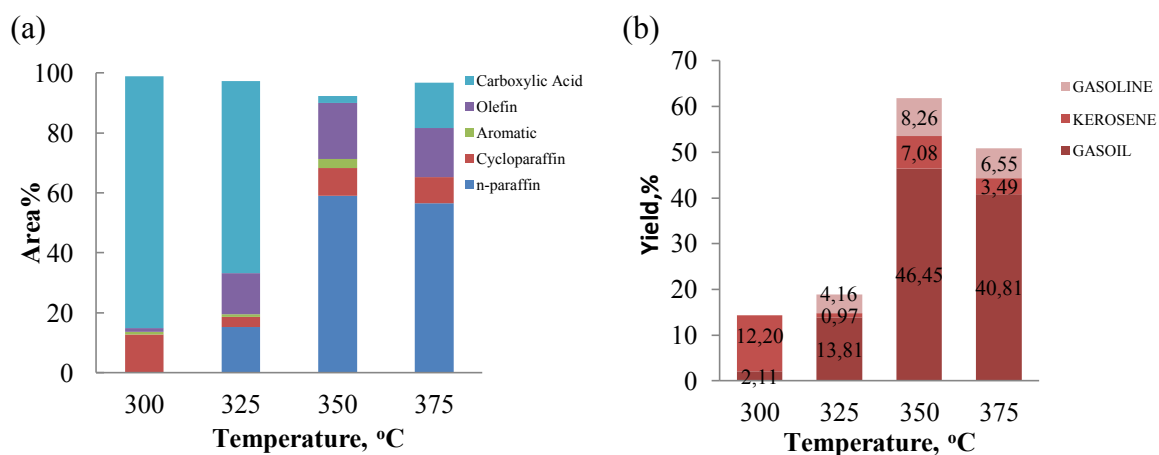 (a)
100
80
60
40
20
0
Area%
300 325 350 375
Temperature, °C
Carboxylic Acid
Olefin
Aromatic
Cycloparaffin
n-paraffin
(b)
70
60
50
40
30
20
10
0
Yield,%
12,20
2,11
4,16
0,97
13,81
8,26
7,08
46,45
6,55
3,49
40,81
300 325 350 375
Temperature, °C
GASOLINE
KEROSENE
GASOIL